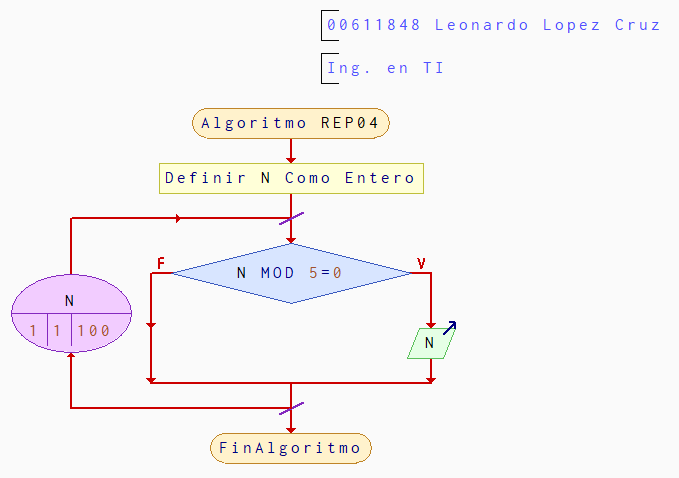 00611848 Leonardo Lopez Cruz
Ing. en TI
Algoritmo REP04
Definir N Como Entero
F
N MOD 5=0
V
N
1 1 100
N
FinAlgoritmo